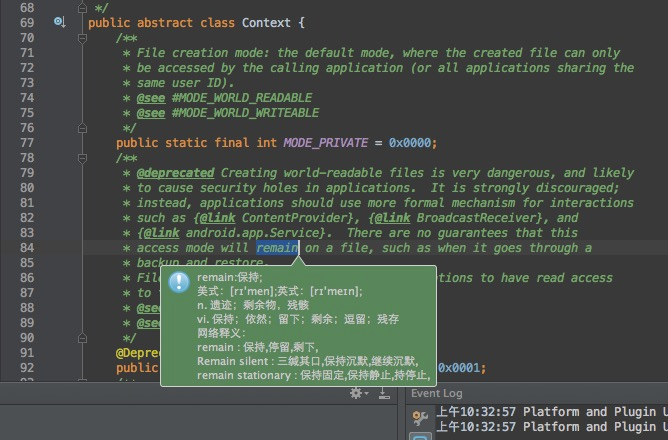 68 */
69 public abstract class Context {
70 /**
71 * File creation mode: the default mode, where the created file can only
72 * be accessed by the calling application (or all applications sharing the
73 * same user ID).
74 * @see #MODE_WORLD_READABLE
75 * @see #MODE_WORLD_WRITEABLE
76 */
77 public static final int MODE_PRIVATE = 0x0000;
78 /**
79 * @deprecated Creating world-readable files is very dangerous, and likely
80 * to cause security holes in applications. It is strongly discouraged;
81 * instead, applications should use more formal mechanism for interactions
82 * such as {@link ContentProvider}, {@link BroadcastReceiver}, and
83 * {@link android.app.Service}. There are no guarantees that this
84 * access mode will remain on a file, such as when it goes through a
85 * backup and restore.
86 * File tions to have read access
87 * to
88 * @see
89 * @see
90 */
91 @Depre
92 public 0x0001;
remain:保持;
英式：[rɪ'men];英式：[rɪ'meɪn];
n. 遗迹；剩余物，残骸
vi. 保持；依然；留下；剩余；逗留；残存
网络释义：
remain : 保持,停留,剩下,
Remain silent : 三缄其口,保持沉默,继续沉默,
remain stationary : 保持固定,保持静止,持停止,
Event Log
上午10:32:57 Platform and Plugin U
上午10:32:57 Platform and Plugin U